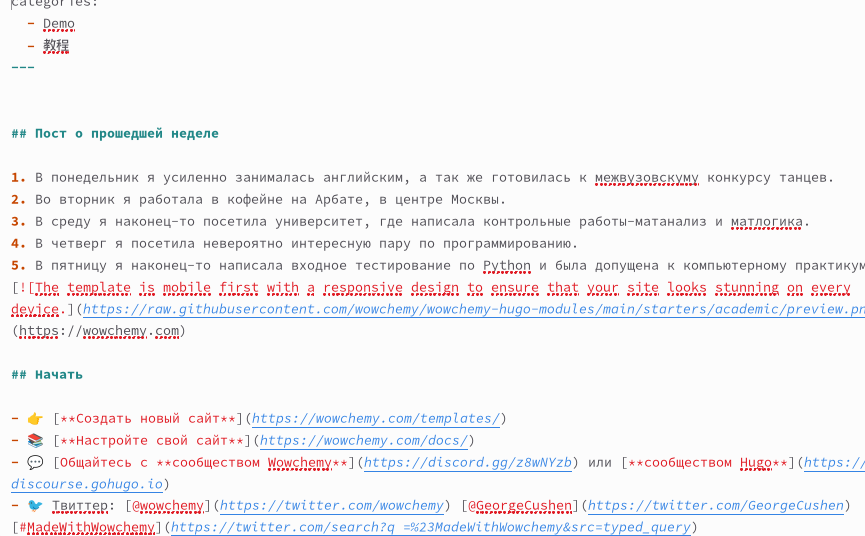 categories:
- Demo
- 教程
---
## Пост о прошедшей неделе
1. В понедельник я усиленно занималась английским, а так же готовилась к межвузовскуму конкурсу танцев.
2. Во вторник я работала в кофейне на Арбате, в центре Москвы.
3. В среду я наконец-то посетила университет, где написала контрольные работы-матанализ и матлогика.
4. В четверг я посетила невероятно интересную пару по программированию.
5. В пятницу я наконец-то написала входное тестирование по Python и была допущена к компьютерному практикум
[![The template is mobile first with a responsive design to ensure that your site looks stunning on every
device.](https://raw.githubusercontent.com/wowchemy/wowchemy-hugo-modules/main/starters/academic/preview.pn
(https://wowchemy.com)
## Начать
- 👉 [**Создать новый сайт**](https://wowchemy.com/templates/)
- 📚 [**Настройте свой сайт**](https://wowchemy.com/docs/)
- 💬 [Общайтесь с **сообществом Wowchemy**](https://discord.gg/z8wNYzb) или [**сообществом Hugo**](https://
discourse.gohugo.io)
- 🐦 Твиттер: [@wowchemy](https://twitter.com/wowchemy) [@GeorgeCushen](https://twitter.com/GeorgeCushen)
[#MadeWithWowchemy](https://twitter.com/search?q_=%23MadeWithWowchemy&src=typed_query)